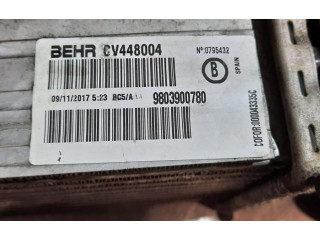 BEHR CV448004
Nº:0795432
B
SPAIN
09/11/2017 5:23 BC5/A
9803900780
COFOR:000043335C